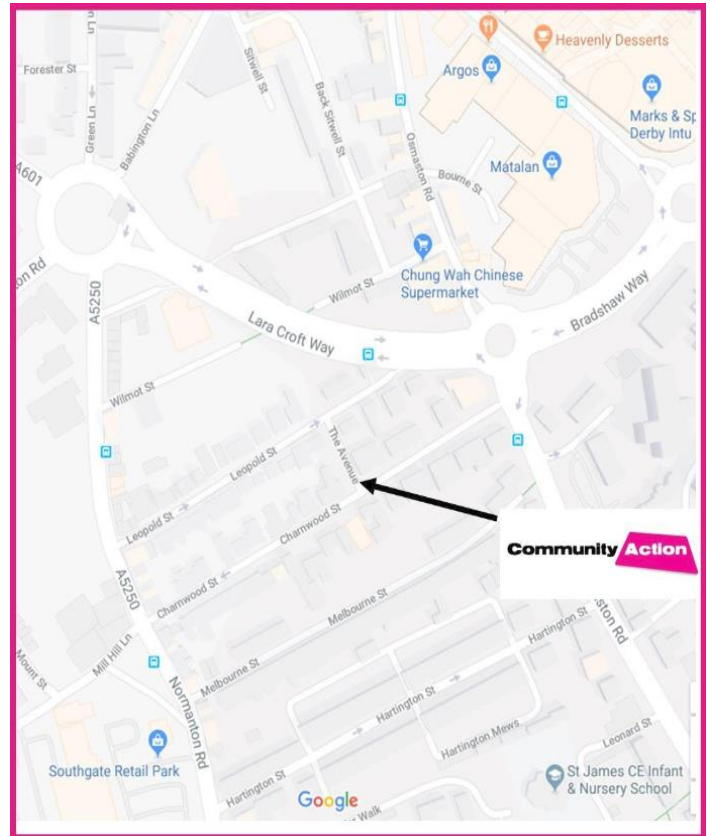 Forester St
Green Ln
Babington Ln
Sitwell St
Back Sitwell St
Osmaston Rd
Argos
Heavenly Desserts
Marks & Sp
Derby Intu
Matalan
Bourne St
A601
A5250
Chung Wah Chinese
Supermarket
Wilmot St
Lara Croft Way
Bradshaw Way
Wilmot St
The Avenue
Leopold St
Leopold St
Charnwood St
Community Action
A5250
Charnwood St
Melbourne St
Hartington St
ston Rd
Mill Hill Ln
Mount St
Melbourne St
Normanton Rd
Hartington St
Hartington Mews
Leonard St
Southgate Retail Park
St James CE Infant
& Nursery School
Hartington St
Google
Walk